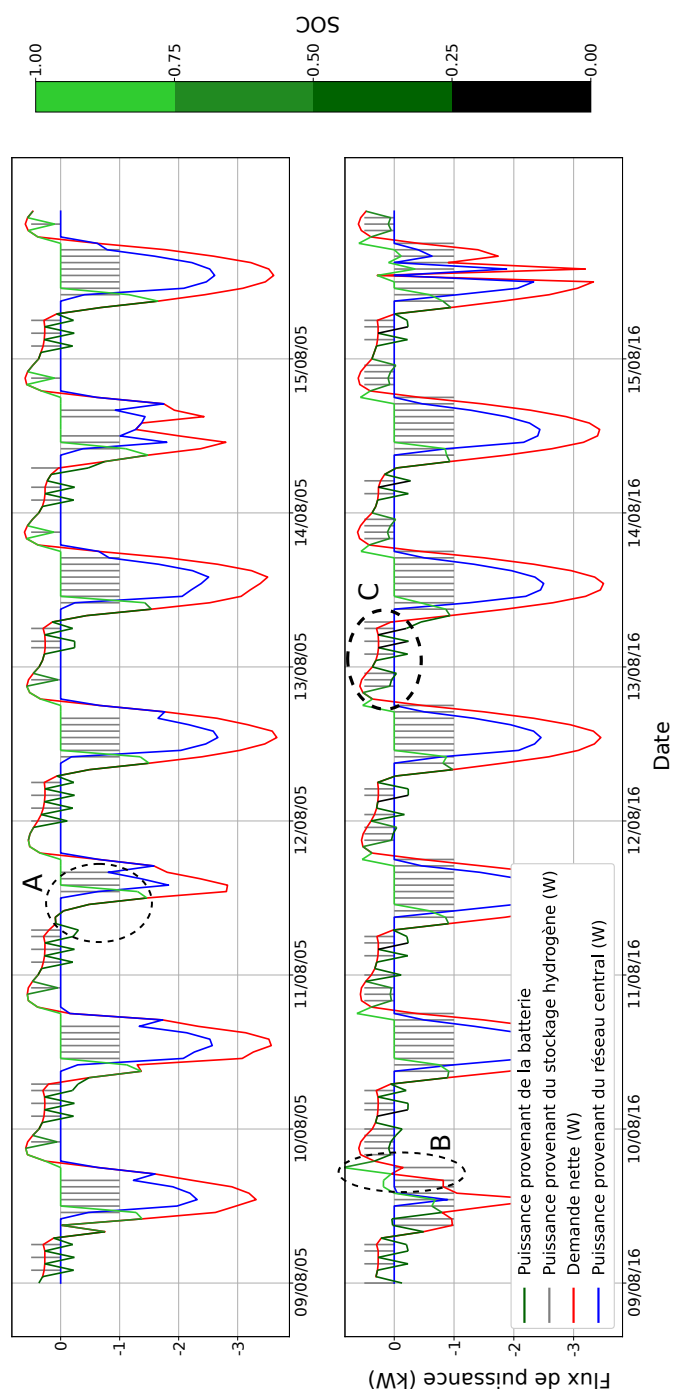 SOC
1.00
0.75
0.50
0.25
0.00
A
0
-1
-2
-3
09/08/05
10/08/05
11/08/05
12/08/05
13/08/05
14/08/05
15/08/05
B
C
0
-1
-2
-3
09/08/16
10/08/16
11/08/16
12/08/16
13/08/16
14/08/16
15/08/16
Puissance provenant de la batterie
Puissance provenant du stockage hydrogène (W)
Demande nette (W)
Puissance provenant du réseau central (W)
Flux de puissance (kW)
Date